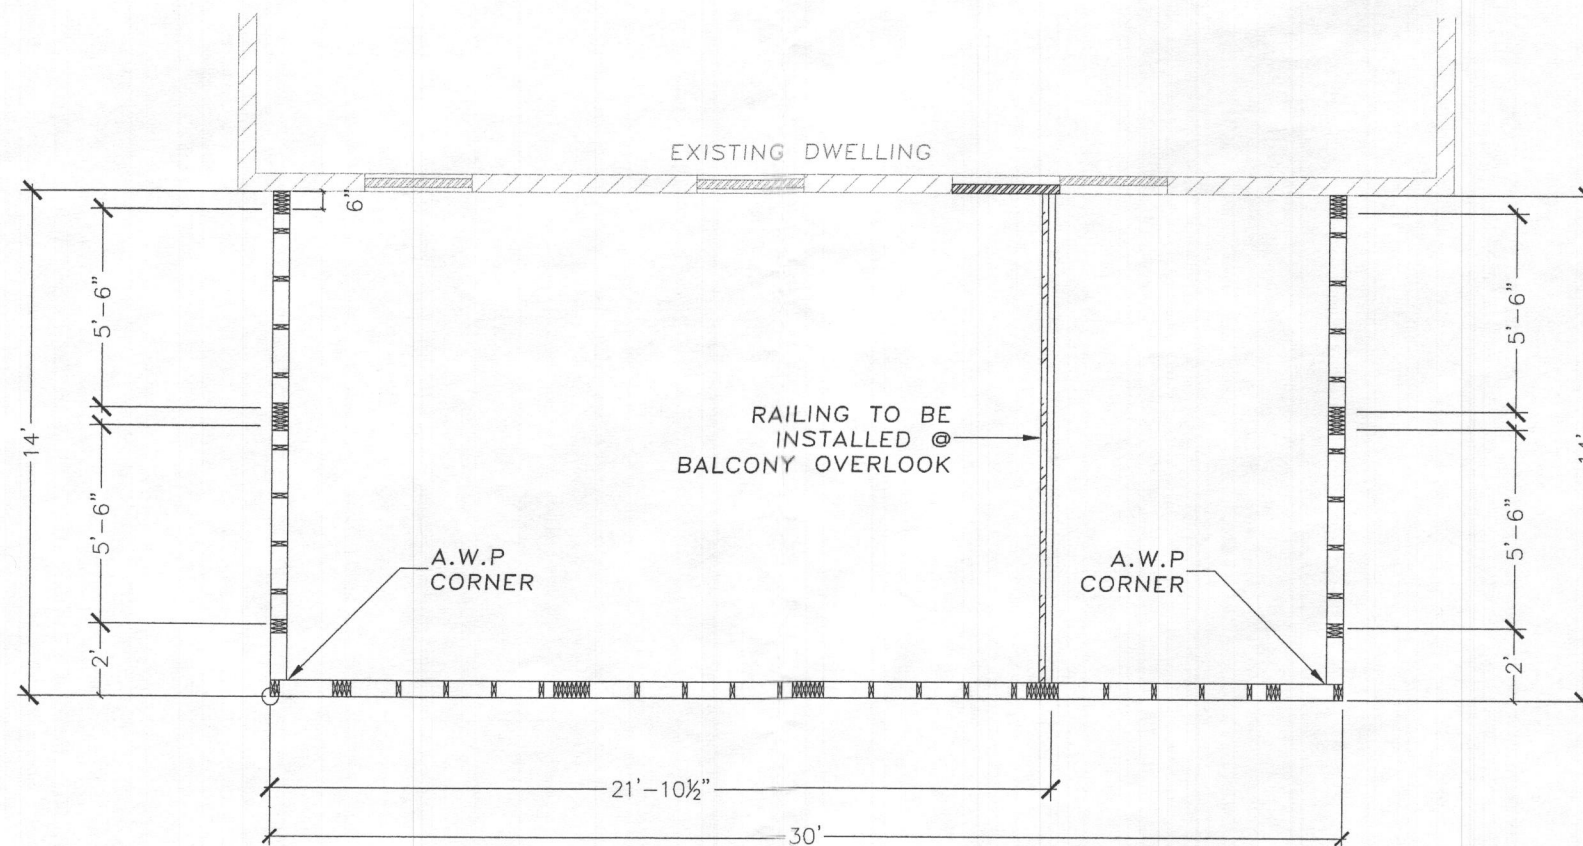 EXISTING DWELLING
6"
5'-6"
14'
5'-6"
2'
5'-6"
5'-6"
2'
RAILING TO BE
INSTALLED @
BALCONY OVERLOOK
A.W.P
CORNER
A.W.P
CORNER
21'-10½"
30'